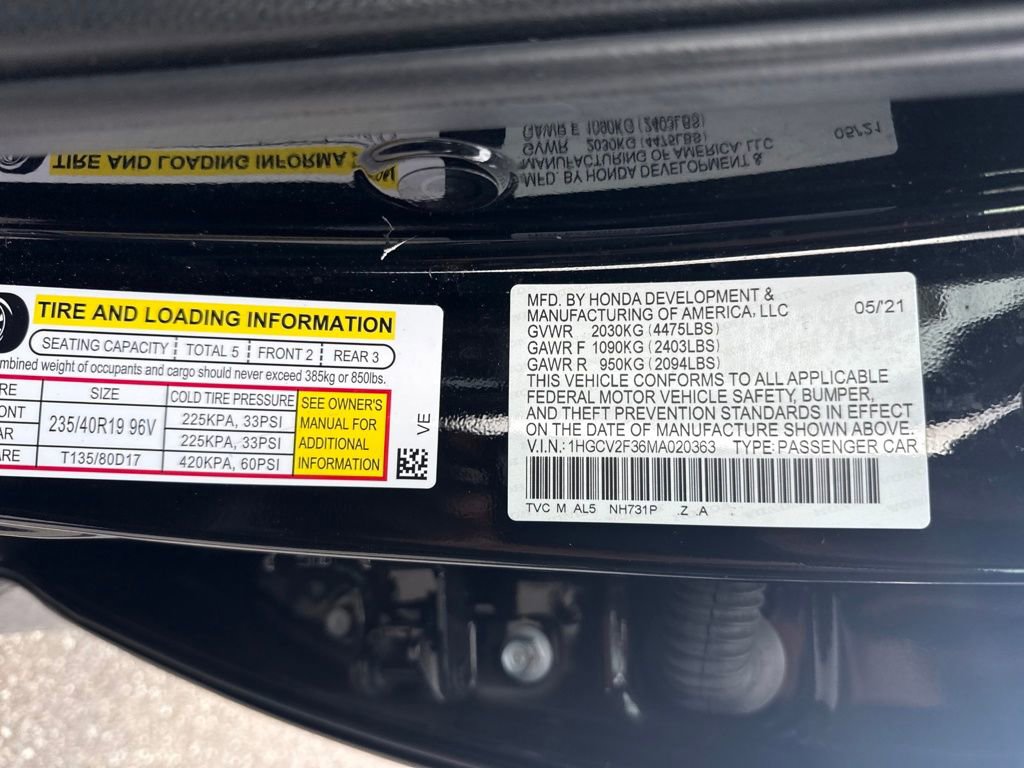 TIRE AND LOADING INFORMA
GAWR F 1090KG (2403LBS)
GVWR 2030KG (4475LBS)
MANUFACTURING OF AMERICA, LLC
MFD. BY HONDA DEVELOPMENT &
05/21
TIRE AND LOADING INFORMATION
SEATING CAPACITY TOTAL 5 FRONT 2 REAR 3
mbined weight of occupants and cargo should never exceed 385kg or 850lbs.
RE SIZE COLD TIRE PRESSURE
ONT 235/40R19 96V 225KPA, 33PSI
AR 225KPA, 33PSI
ARE T135/80D17 420KPA, 60PSI
SEE OWNER'S
MANUAL FOR
ADDITIONAL
INFORMATION
VE
MFD. BY HONDA DEVELOPMENT &
MANUFACTURING OF AMERICA, LLC 05/21
GVWR 2030KG (4475LBS)
GAWR F 1090KG (2403LBS)
GAWR R 950KG (2094LBS)
THIS VEHICLE CONFORMS TO ALL APPLICABLE
FEDERAL MOTOR VEHICLE SAFETY, BUMPER,
AND THEFT PREVENTION STANDARDS IN EFFECT
ON THE DATE OF MANUFACTURE SHOWN ABOVE.
V.I.N.: 1HGCV2F36MA020363 TYPE: PASSENGER CAR
TVC M AL5 NH731P .Z .A .